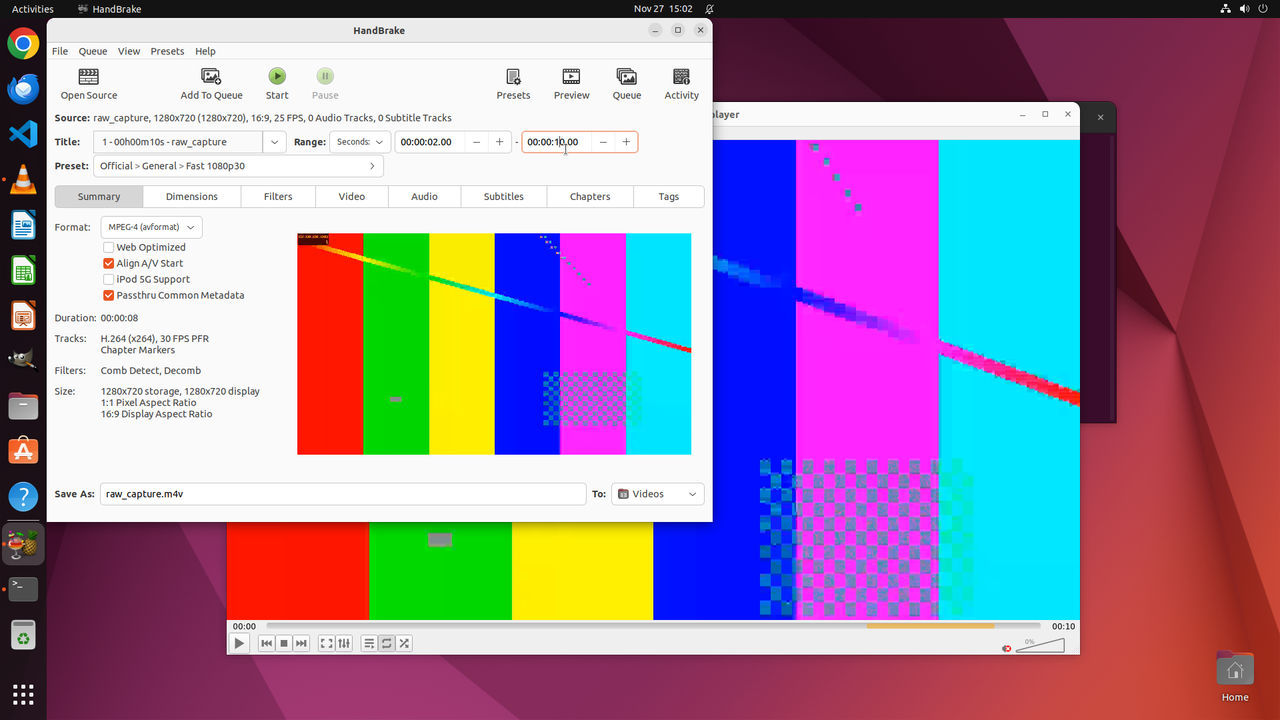 Activities
HandBrake
Nov 27 15:02
HandBrake
File
Queue
View
Presets
Help
Open Source
Add To Queue
Start
Pause
Presets
Preview
Queue
Activity
Source: raw_capture, 1280x720 (1280x720), 16:9, 25 FPS, 0 Audio Tracks, 0 Subtitle Tracks
Title: 1 - 00h00m10s - raw_capture Range: Seconds: 00:00:02.00 - 00:00:10.00
Preset: Official > General > Fast 1080p30
Summary
Dimensions
Filters
Video
Audio
Subtitles
Chapters
Tags
Format: MPEG-4 (avformat)
Web Optimized
Align A/V Start
iPod 5G Support
Passthru Common Metadata
Duration: 00:00:08
Tracks: H.264 (x264), 30 FPS PFR
Chapter Markers
Filters: Comb Detect, Decomb
Size: 1280x720 storage, 1280x720 display
1:1 Pixel Aspect Ratio
16:9 Display Aspect Ratio
Save As: raw_capture.m4v To: Videos
player
00:00
00:10
0%
Home